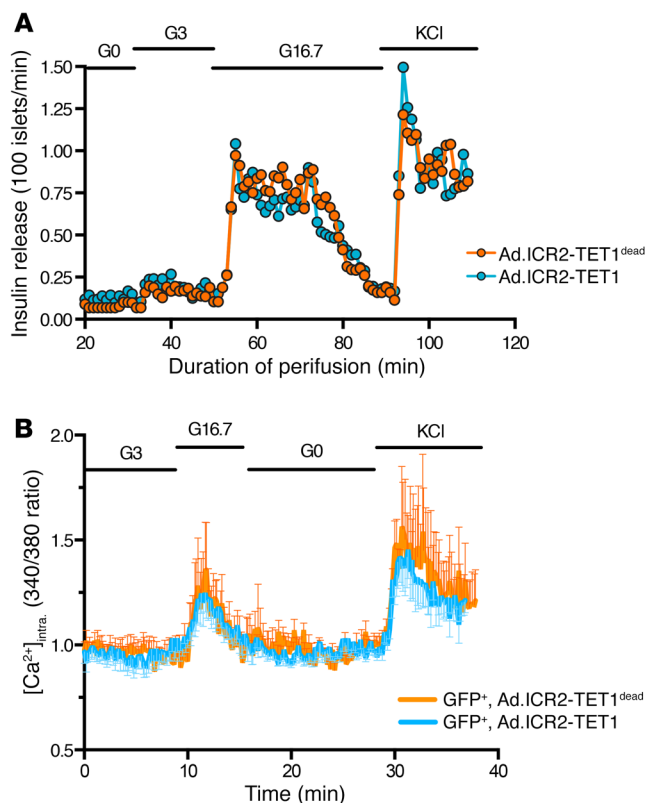 A
G0
G3
G16.7
KCl
Insulin release (100 islets/min)
1.50
1.25
1.00
0.75
0.50
0.25
0.00
20
40
60
80
100
120
Duration of perifusion (min)
Ad.ICR2-TET1dead
Ad.ICR2-TET1
B
G3
G16.7
G0
KCl
[Ca²⁺]intra. (340/380 ratio)
2.0
1.5
1.0
0.5
0
10
20
30
40
Time (min)
GFP⁺, Ad.ICR2-TET1dead
GFP⁺, Ad.ICR2-TET1